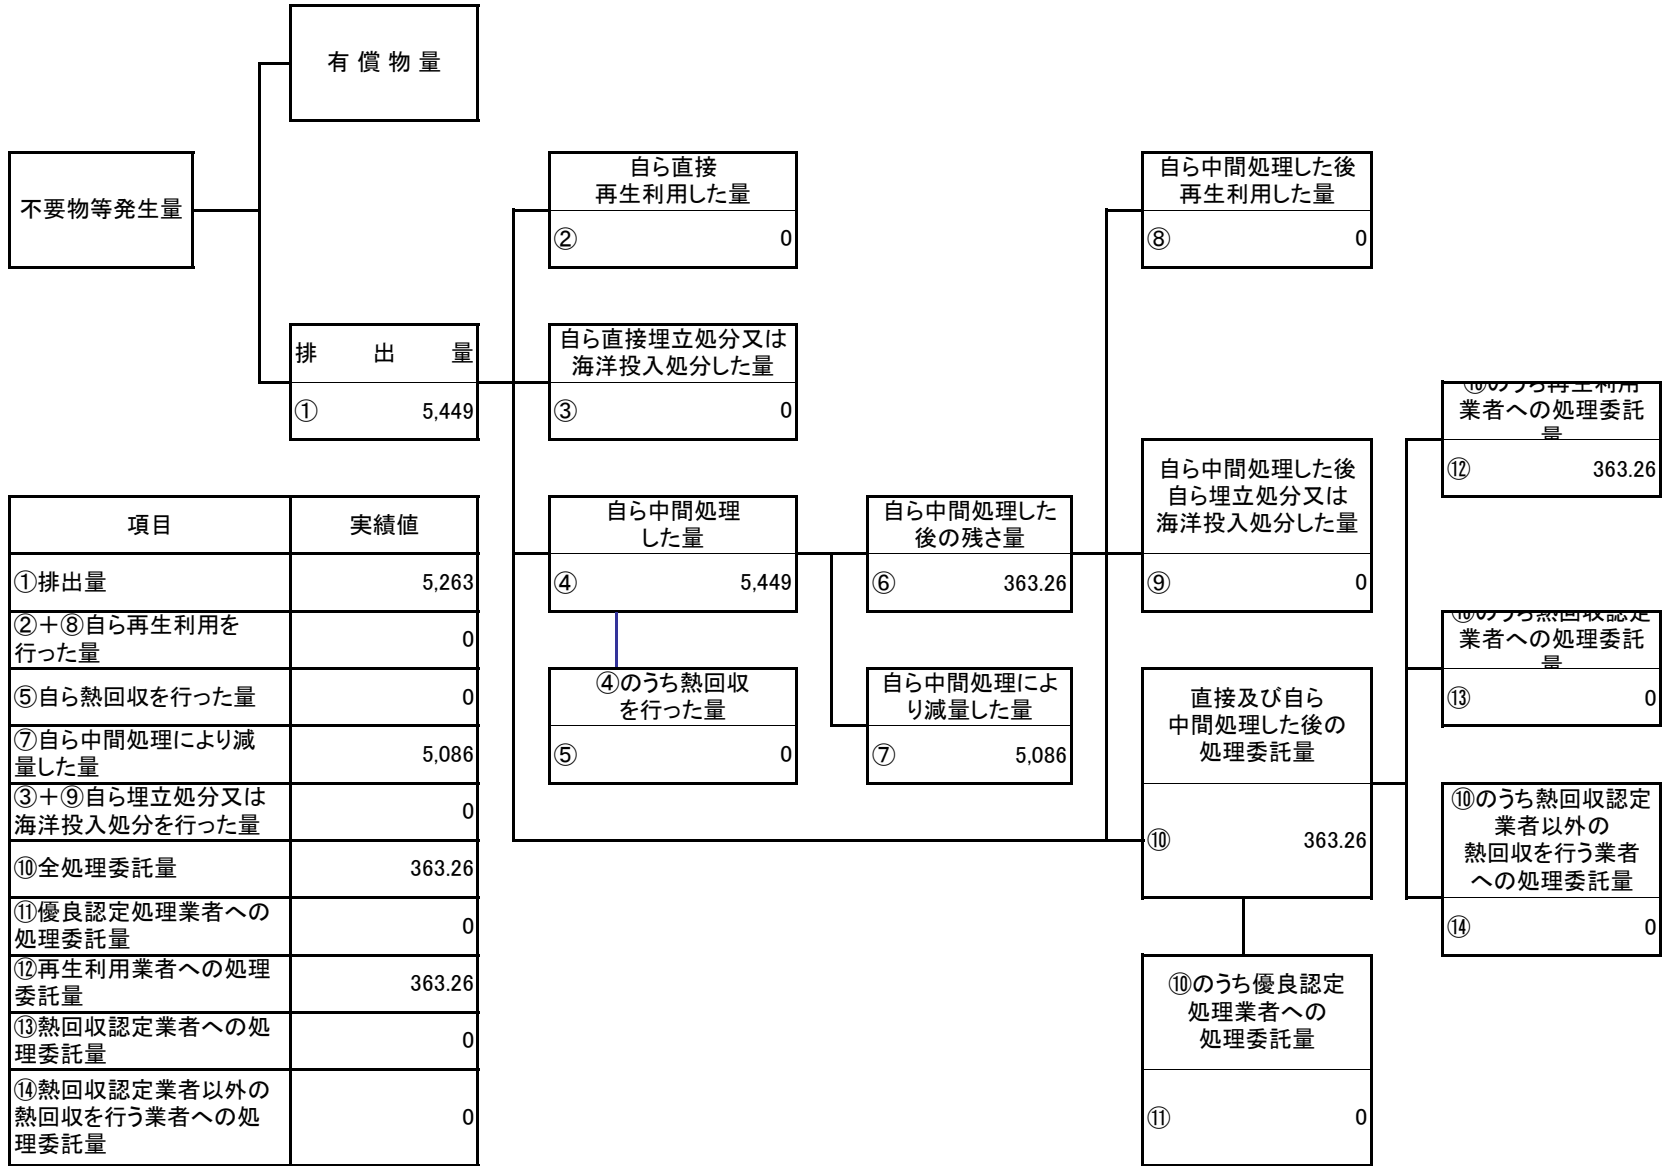 有 償 物 量
不要物等発生量
自ら直接
再生利用した量
② 0
自ら中間処理した後
再生利用した量
⑧ 0
排 出 量
① 5,449
自ら直接埋立処分又は
海洋投入処分した量
③ 0
⑩のうち再生利用
業者への処理委託
量
⑫ 363.26
自ら中間処理した後
自ら埋立処分又は
海洋投入処分した量
⑨ 0
自ら中間処理
した量
④ 5,449
自ら中間処理した
後の残さ量
⑥ 363.26
⑩のうち熱回収認定
業者への処理委託
量
⑬ 0
④のうち熱回収
を行った量
⑤ 0
自ら中間処理によ
り減量した量
⑦ 5,086
直接及び自ら
中間処理した後の
処理委託量
⑩ 363.26
⑩のうち熱回収認定
業者以外の
熱回収を行う業者
への処理委託量
⑭ 0
⑩のうち優良認定
処理業者への
処理委託量
⑪ 0
項目 実績値
①排出量 5,263
②＋⑧自ら再生利用を
行った量 0
⑤自ら熱回収を行った量 0
⑦自ら中間処理により減
量した量 5,086
③＋⑨自ら埋立処分又は
海洋投入処分を行った量 0
⑩全処理委託量 363.26
⑪優良認定処理業者への
処理委託量 0
⑫再生利用業者への処理
委託量 363.26
⑬熱回収認定業者への処
理委託量 0
⑭熱回収認定業者以外の
熱回収を行う業者への処
理委託量 0